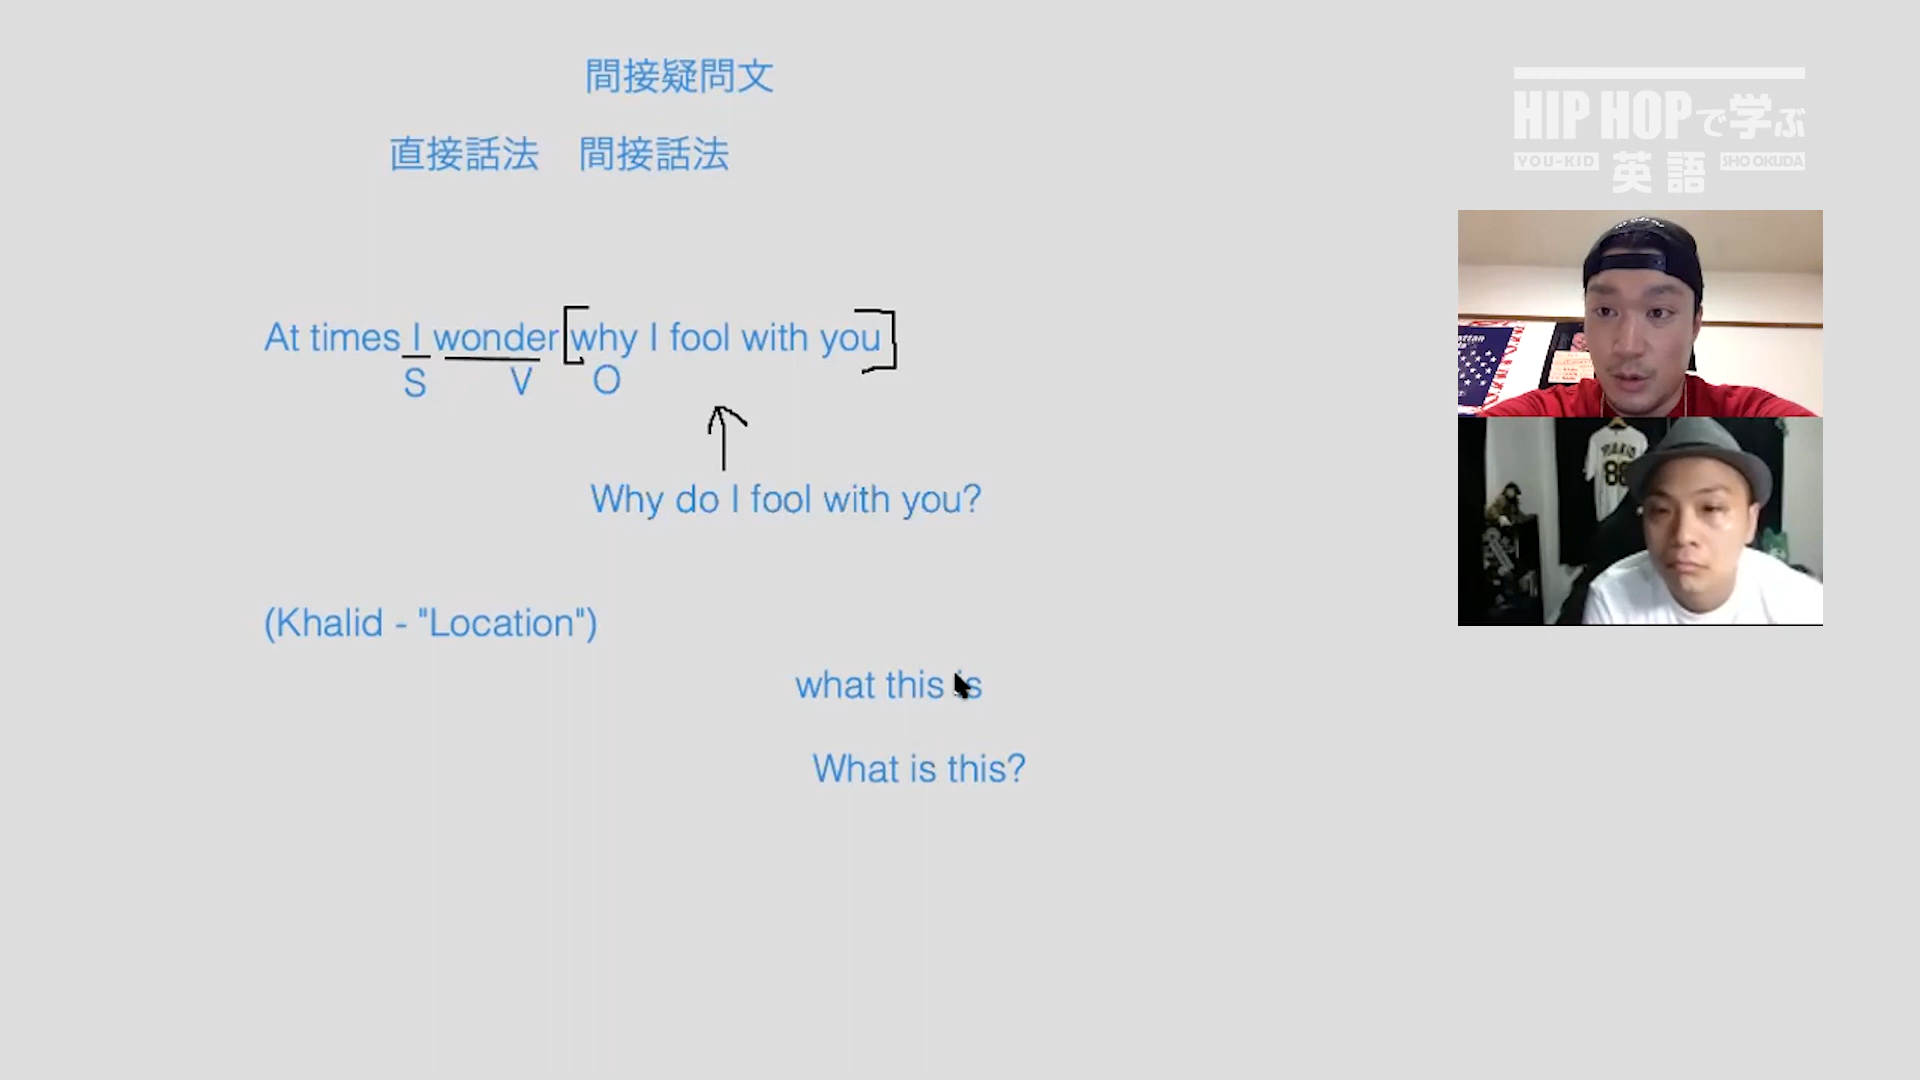 間接疑問文
直接話法 間接話法
At times I wonder [why I fool with you]
S V O
Why do I fool with you?
(Khalid - "Location")
what this is
What is this?
HIP HOPで学ぶ
YOU-KID 英語 SHO OKUDA
88